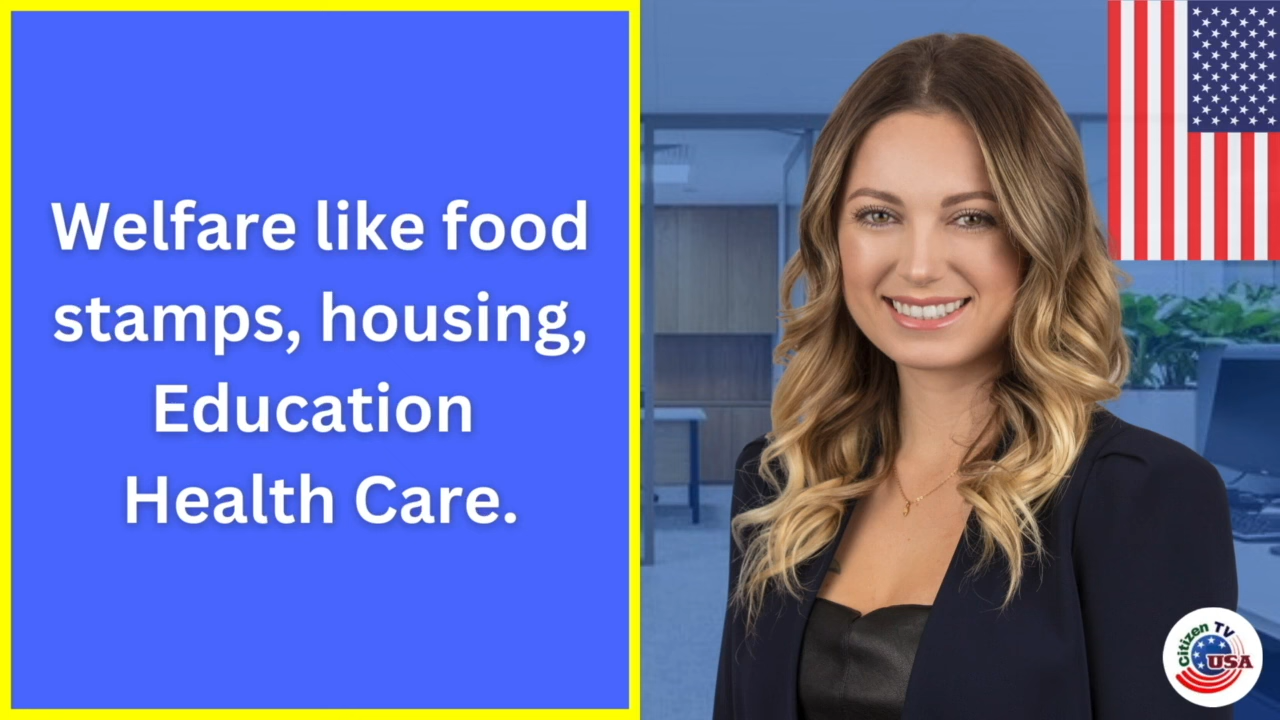 Welfare like food
stamps, housing,
Education
Health Care.
Citizen TV
USA